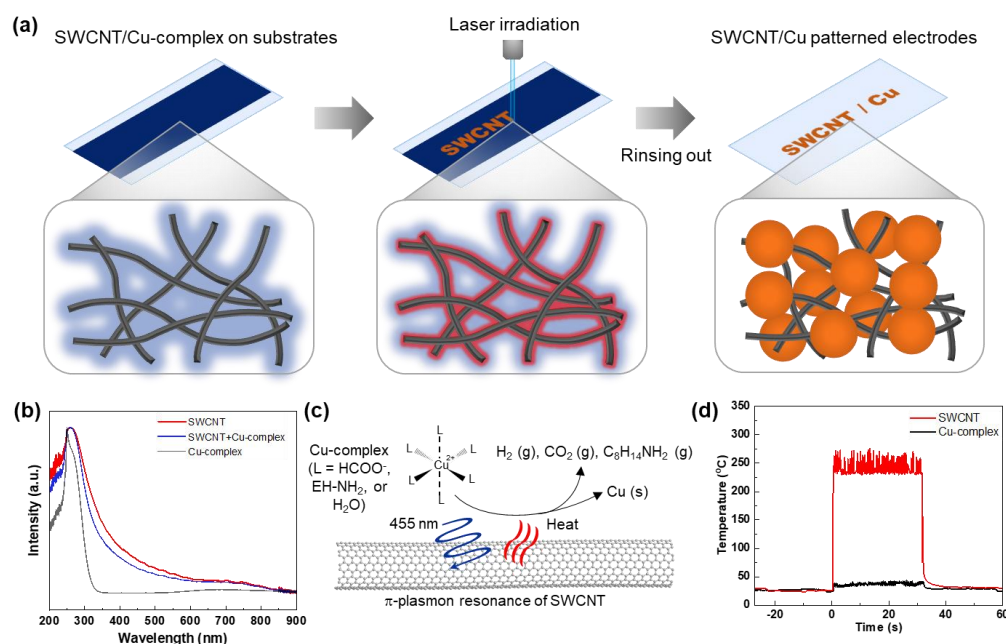 (a)
SWCNT/Cu-complex on substrates
Laser irradiation
SWCNT/Cu patterned electrodes
SWCNT
Rinsing out
SWCNT / Cu
(b)
SWCNT
SWCNT+Cu-complex
Cu-complex
Intensity (a.u.)
200 300 400 500 600 700 800 900
Wavelength (nm)
(c)
Cu-complex
(L = HCOO-,
EH-NH₂, or
H₂O)
L
L
L
Cu2+
L
L
L
H₂ (g), CO₂ (g), C₈H₁₄NH₂ (g)
Cu (s)
455 nm
Heat
π-plasmon resonance of SWCNT
(d)
SWCNT
Cu-complex
Temperature (°C)
350
300
250
200
150
100
50
0
-20 0 20 40 60
Time (s)